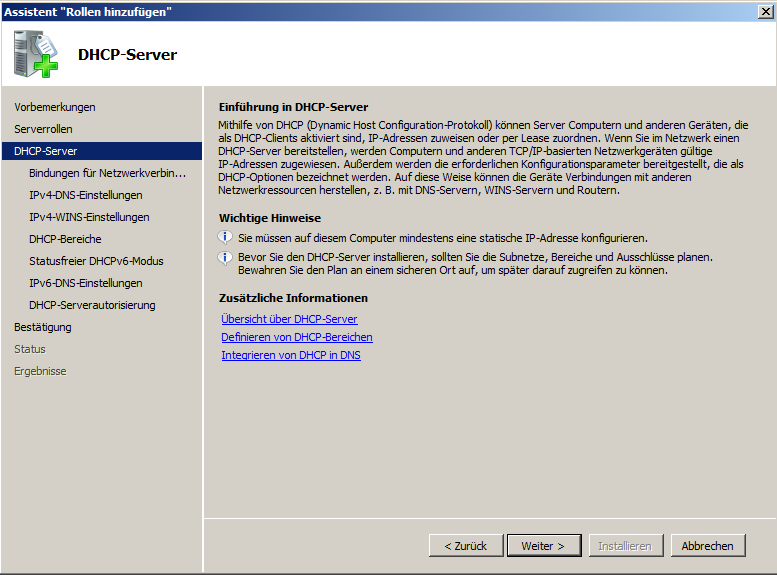 Assistent "Rollen hinzufügen"
DHCP-Server
Vorbemerkungen
Serverrollen
DHCP-Server
Bindungen für Netzwerkverbin...
IPv4-DNS-Einstellungen
IPv4-WINS-Einstellungen
DHCP-Bereiche
Statusfreier DHCPv6-Modus
IPv6-DNS-Einstellungen
DHCP-Serverautorisierung
Bestätigung
Status
Ergebnisse
Einführung in DHCP-Server
Mithilfe von DHCP (Dynamic Host Configuration-Protokoll) können Server Computern und anderen Geräten, die
als DHCP-Clients aktiviert sind, IP-Adressen zuweisen oder per Lease zuordnen. Wenn Sie im Netzwerk einen
DHCP-Server bereitstellen, werden Computern und anderen TCP/IP-basierten Netzwerkgeräten gültige
IP-Adressen zugewiesen. Außerdem werden die erforderlichen Konfigurationsparameter bereitgestellt, die als
DHCP-Optionen bezeichnet werden. Auf diese Weise können die Geräte Verbindungen mit anderen
Netzwerkressourcen herstellen, z. B. mit DNS-Servern, WINS-Servern und Routern.
Wichtige Hinweise
Sie müssen auf diesem Computer mindestens eine statische IP-Adresse konfigurieren.
Bevor Sie den DHCP-Server installieren, sollten Sie die Subnetze, Bereiche und Ausschlüsse planen.
Bewahren Sie den Plan an einem sicheren Ort auf, um später darauf zugreifen zu können.
Zusätzliche Informationen
Übersicht über DHCP-Server
Definieren von DHCP-Bereichen
Integrieren von DHCP in DNS
< Zurück
Weiter >
Installieren
Abbrechen